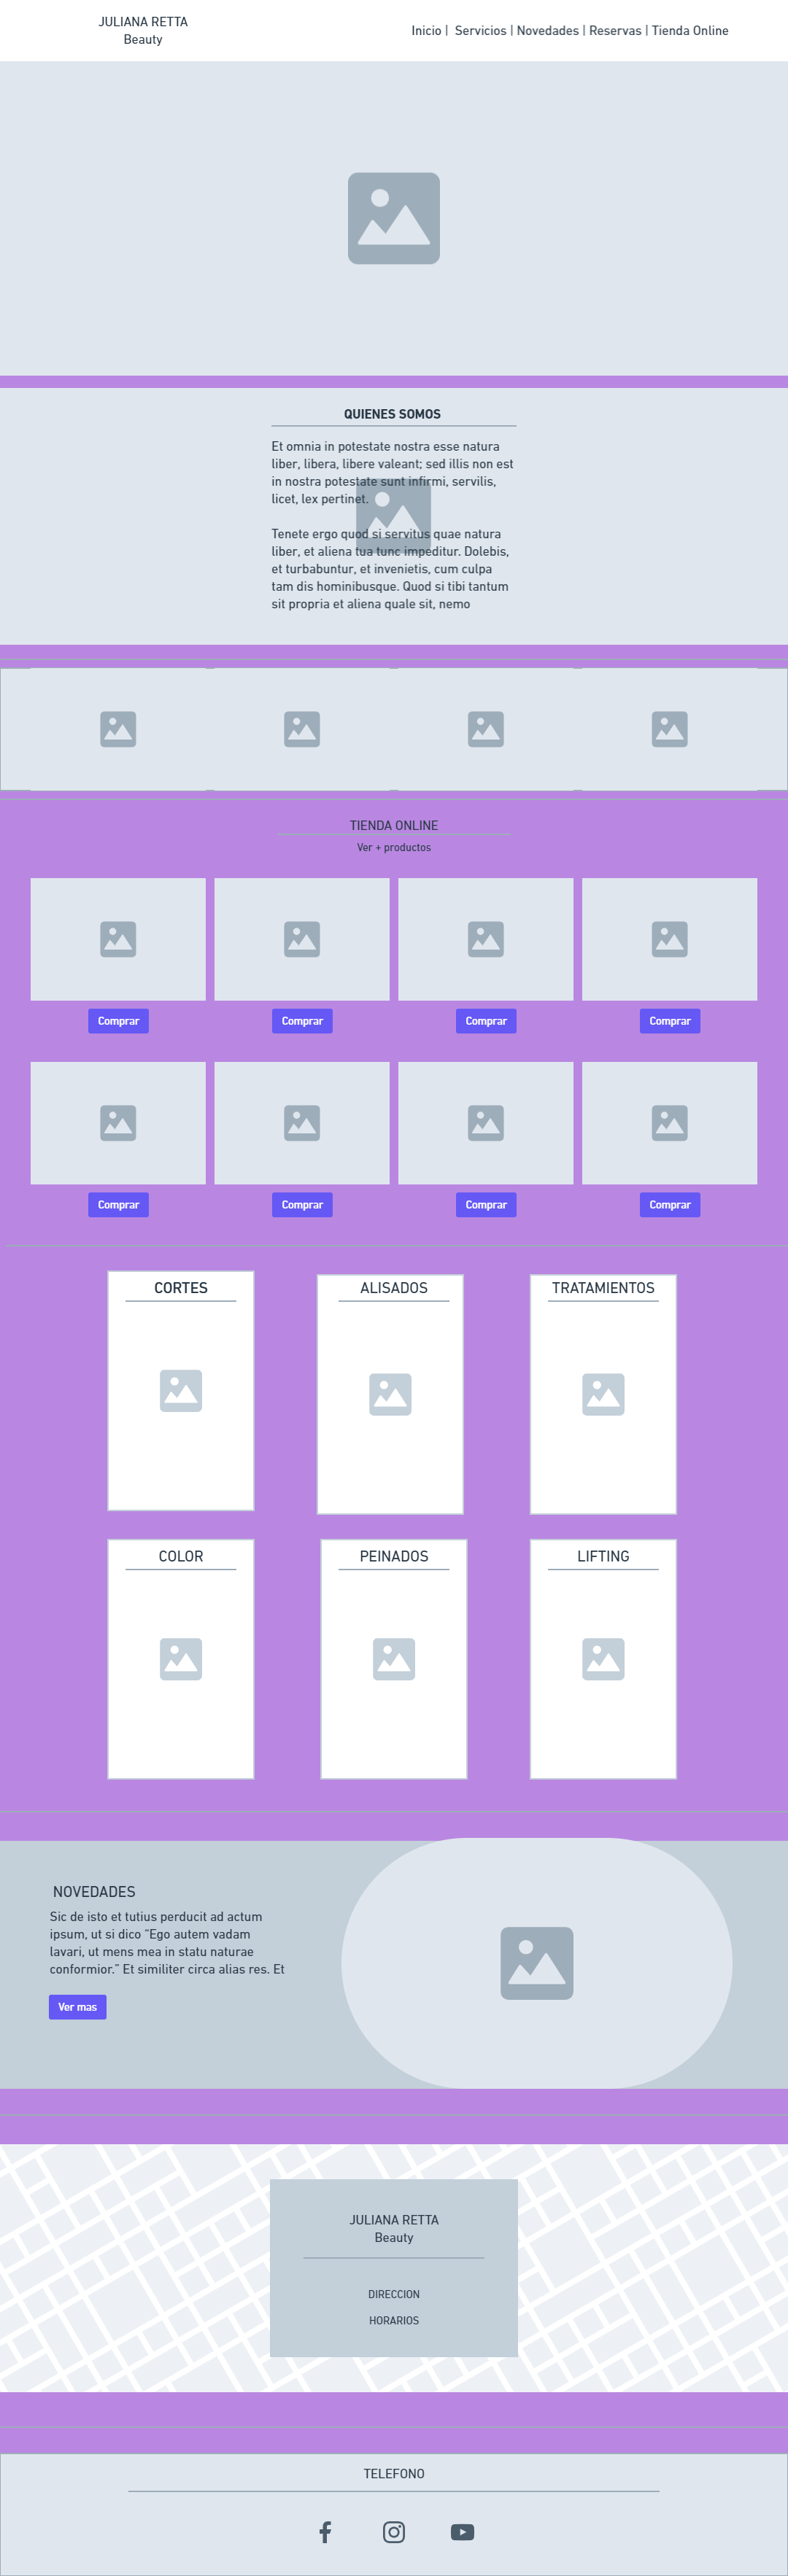 JULIANA RETTA
Beauty
Inicio | Servicios | Novedades | Reservas | Tienda Online
QUIENES SOMOS
Et omnia in potestate nostra esse natura
liber, libera, libere valeant; sed illis non est
in nostra potestate sunt infirmi, servilis,
licet, lex pertinet.
Tenete ergo quod si servitus quae natura
liber, et aliena tua tunc impeditur. Dolebis,
et turbabuntur, et invenietis, cum culpa
tam dis hominibusque. Quod si tibi tantum
sit propria et aliena quale sit, nemo
TIENDA ONLINE
Ver + productos
Comprar
Comprar
Comprar
Comprar
Comprar
Comprar
Comprar
Comprar
CORTES
ALISADOS
TRATAMIENTOS
COLOR
PEINADOS
LIFTING
NOVEDADES
Sic de isto et tutius perducit ad actum
ipsum, ut si dico “Ego autem vadam
lavari, ut mens mea in statu naturae
conformior.” Et similiter circa alias res. Et
Ver mas
JULIANA RETTA
Beauty
DIRECCION
HORARIOS
TELEFONO